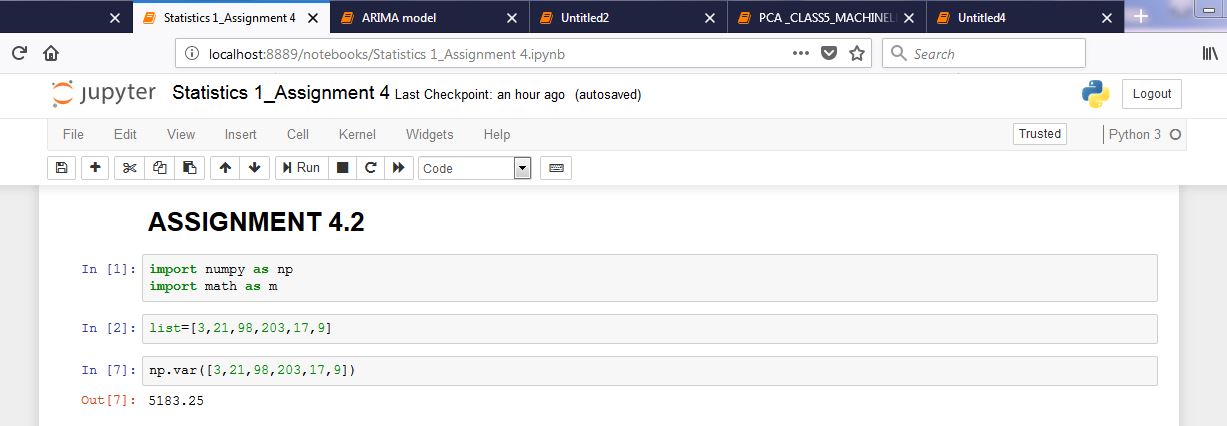 Statistics 1_Assignment 4 ARIMA model Untitled2 PCA _CLASS5_MACHINEL Untitled4
localhost:8889/notebooks/Statistics 1_Assignment 4.ipynb Search
jupyter Statistics 1_Assignment 4 Last Checkpoint: an hour ago (autosaved) Logout
File Edit View Insert Cell Kernel Widgets Help Trusted Python 3
Run Code
ASSIGNMENT 4.2
In [1]: import numpy as np
import math as m
In [2]: list=[3,21,98,203,17,9]
In [7]: np.var([3,21,98,203,17,9])
Out[7]: 5183.25